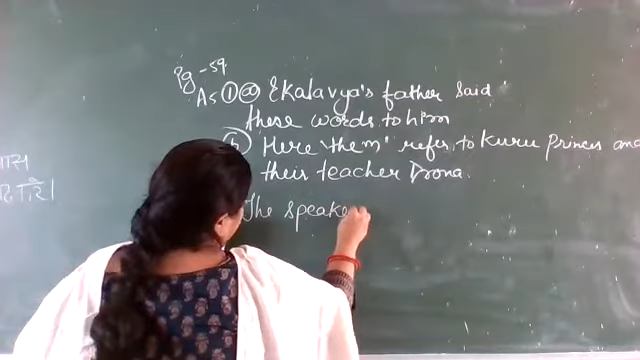 Pg - 59
As ① ⓐ Ekalavya's father said
these words to him
ⓑ Here 'them' refer to Kuru Princes and
their teacher Drona.
The speake